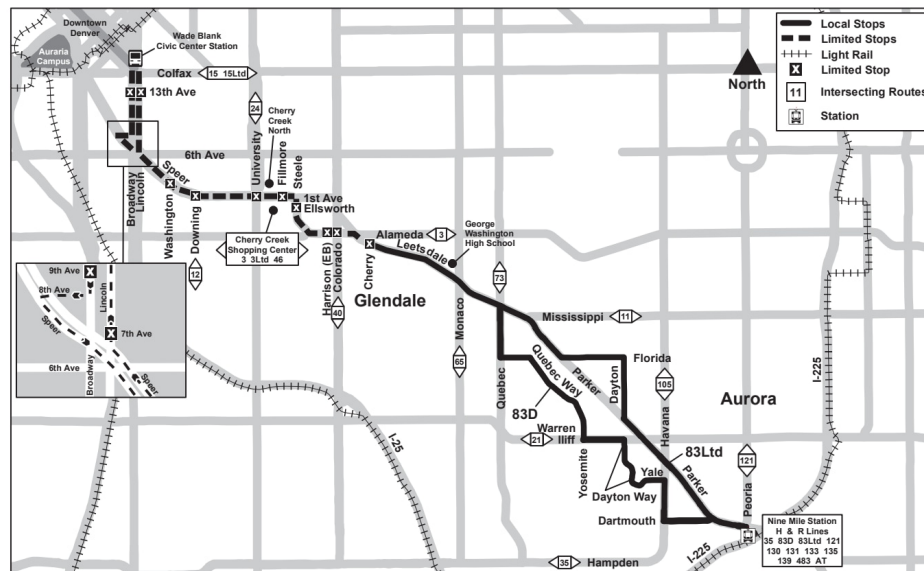 Downtown
Denver
Auraria
Campus
Wade Blank
Civic Center Station
Colfax
15 15Ltd
13th Ave
24
Cherry
Creek
North
University
Fillmore
Steele
6th Ave
Speer
Broadway
Lincoln
Washington
Downing
1st Ave
Ellsworth
Cherry Creek
Shopping Center
3 3Ltd 46
12
Harrison (EB)
Colorado
40
Cherry
Alameda
3
Leetsdale
George
Washington
High School
Glendale
Monaco
65
73
Mississippi
11
Quebec
Quebec Way
Parker
Florida
Dayton
105
Havana
Aurora
I-225
83D
Warren
21
Iliff
Yosemite
83Ltd
121
Yale
Dayton Way
Parker
Peoria
Dartmouth
I-25
35
Hampden
I-225
Nine Mile Station
H & R Lines
35 83D 83Ltd 121
130 131 133 135
139 483 AT
9th Ave
8th Ave
Lincoln
Speer
7th Ave
6th Ave
Broadway
Speer
North
Local Stops
Limited Stops
Light Rail
X Limited Stop
11 Intersecting Routes
Station